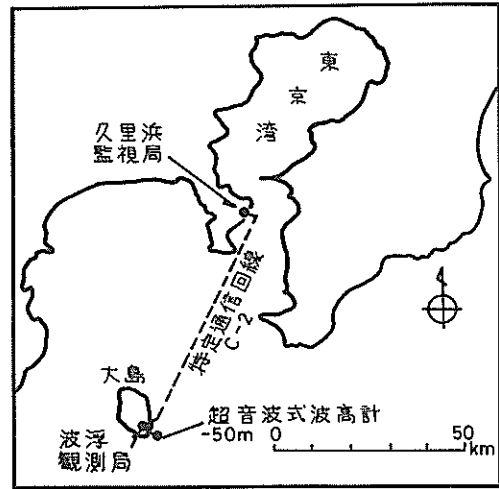 東京湾
久里浜
監視局
特定通信回線
C-2
大島
超音波式波高計
-50m
波浮
観測局
0
50
km